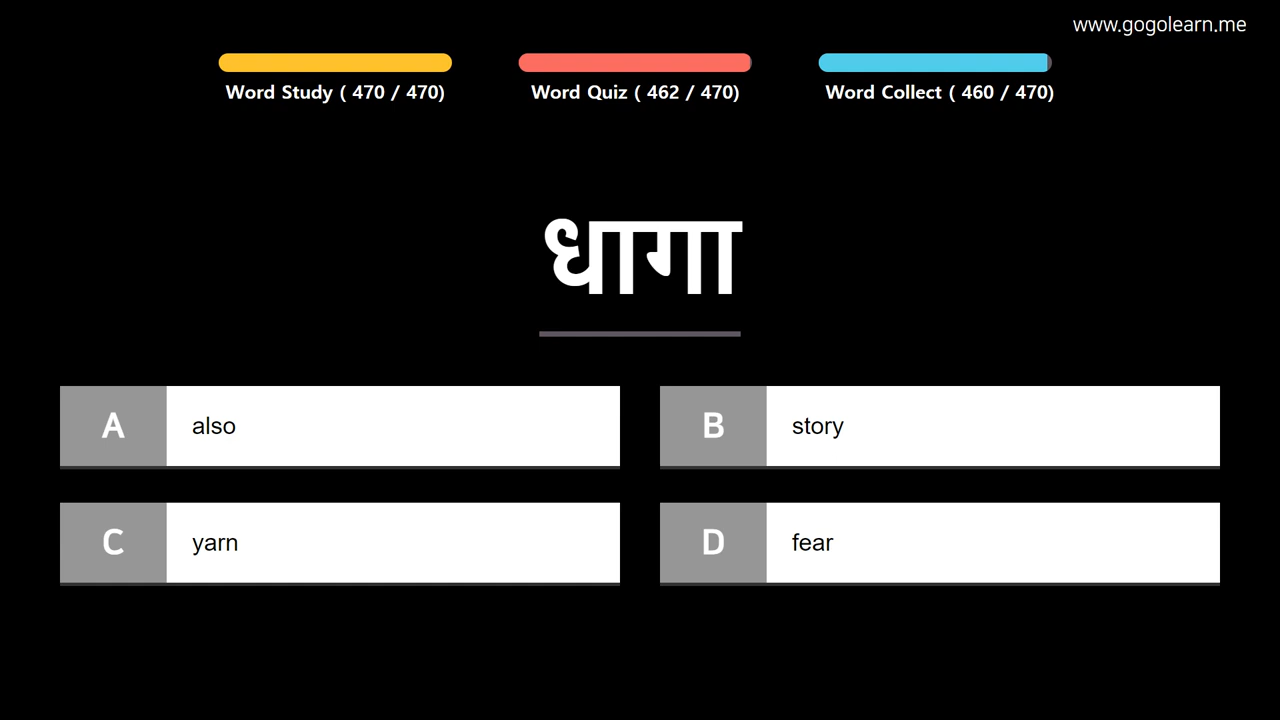 www.gogolearn.me
Word Study ( 470 / 470)
Word Quiz ( 462 / 470)
Word Collect ( 460 / 470)
धागा
A also
B story
C yarn
D fear